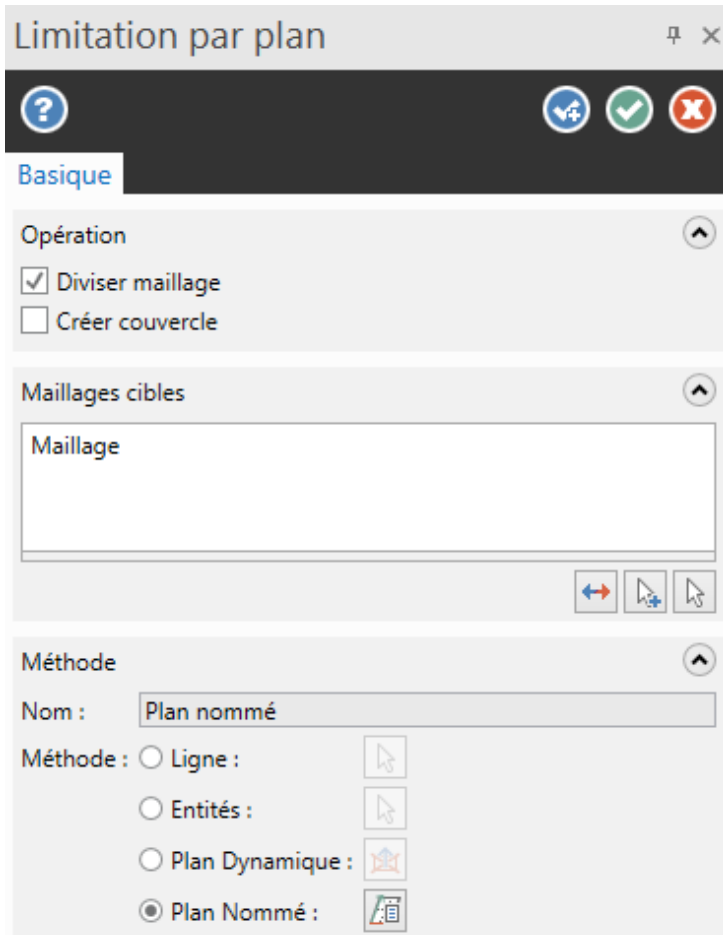 Limitation par plan
Basique
Opération
Diviser maillage
Créer couvercle
Maillages cibles
Maillage
Méthode
Nom : Plan nommé
Méthode : Ligne :
Entités :
Plan Dynamique :
Plan Nommé :